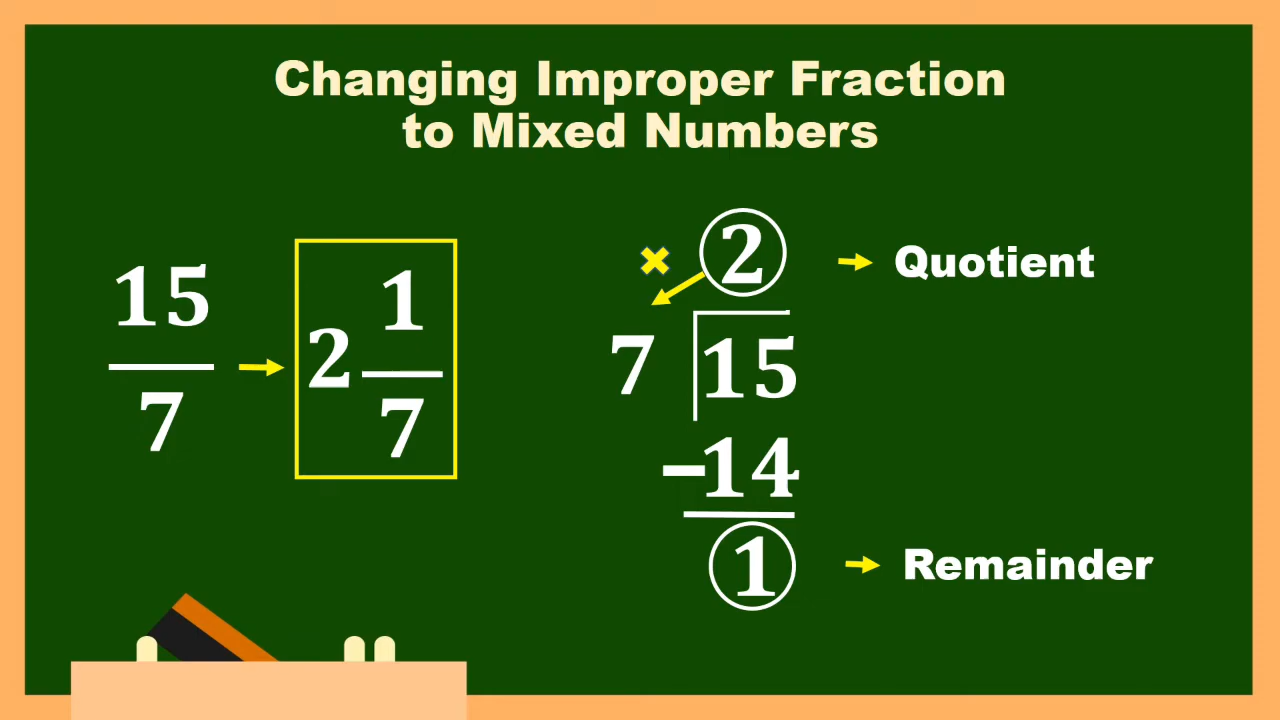 Changing Improper Fraction
to Mixed Numbers
15
7
2 1
7
× 2 Quotient
7 15
−14
1 Remainder